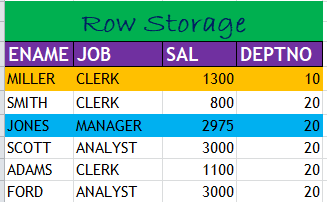 Row Storage
ENAME JOB SAL DEPTNO
MILLER CLERK 1300 10
SMITH CLERK 800 20
JONES MANAGER 2975 20
SCOTT ANALYST 3000 20
ADAMS CLERK 1100 20
FORD ANALYST 3000 20